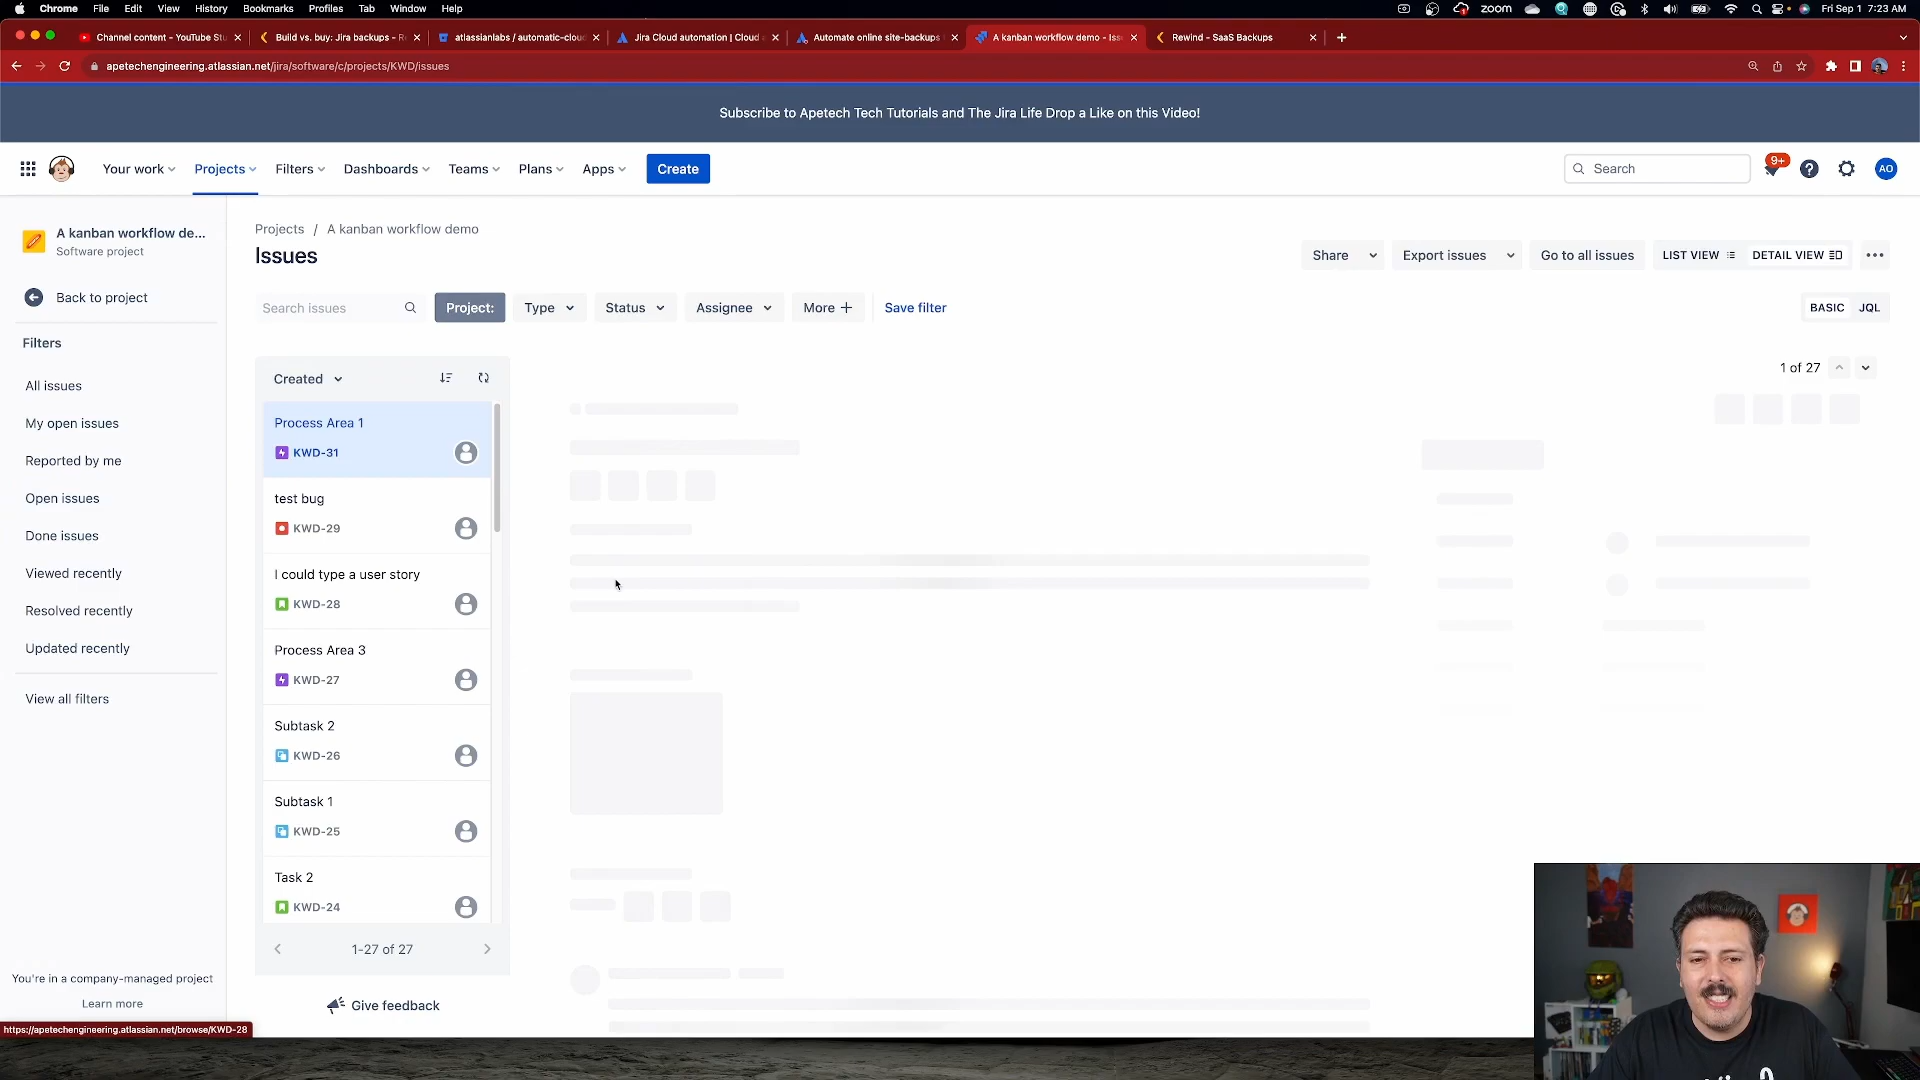 Chrome File Edit View History Bookmarks Profiles Tab Window Help
zoom Fri Sep 1 7:23 AM
Channel content - YouTube Stu
Build vs. buy: Jira backups - R
atlassianlabs / automatic-cloud
Jira Cloud automation | Cloud
Automate online site-backups
A kanban workflow demo - Iss
Rewind - SaaS Backups
apetechengineering.atlassian.net/jira/software/c/projects/KWD/issues
Subscribe to Apetech Tech Tutorials and The Jira Life Drop a Like on this Video!
Your work Projects Filters Dashboards Teams Plans Apps Create
Search
9+
AO
A kanban workflow de...
Software project
Back to project
Filters
All issues
My open issues
Reported by me
Open issues
Done issues
Viewed recently
Resolved recently
Updated recently
View all filters
You're in a company-managed project
Learn more
https://apetechengineering.atlassian.net/browse/KWD-28
Projects / A kanban workflow demo
Issues
Share Export issues Go to all issues LIST VIEW DETAIL VIEW
Search issues Project: Type Status Assignee More + Save filter
BASIC JQL
Created
Process Area 1
KWD-31
test bug
KWD-29
I could type a user story
KWD-28
Process Area 3
KWD-27
Subtask 2
KWD-26
Subtask 1
KWD-25
Task 2
KWD-24
1-27 of 27
Give feedback
1 of 27